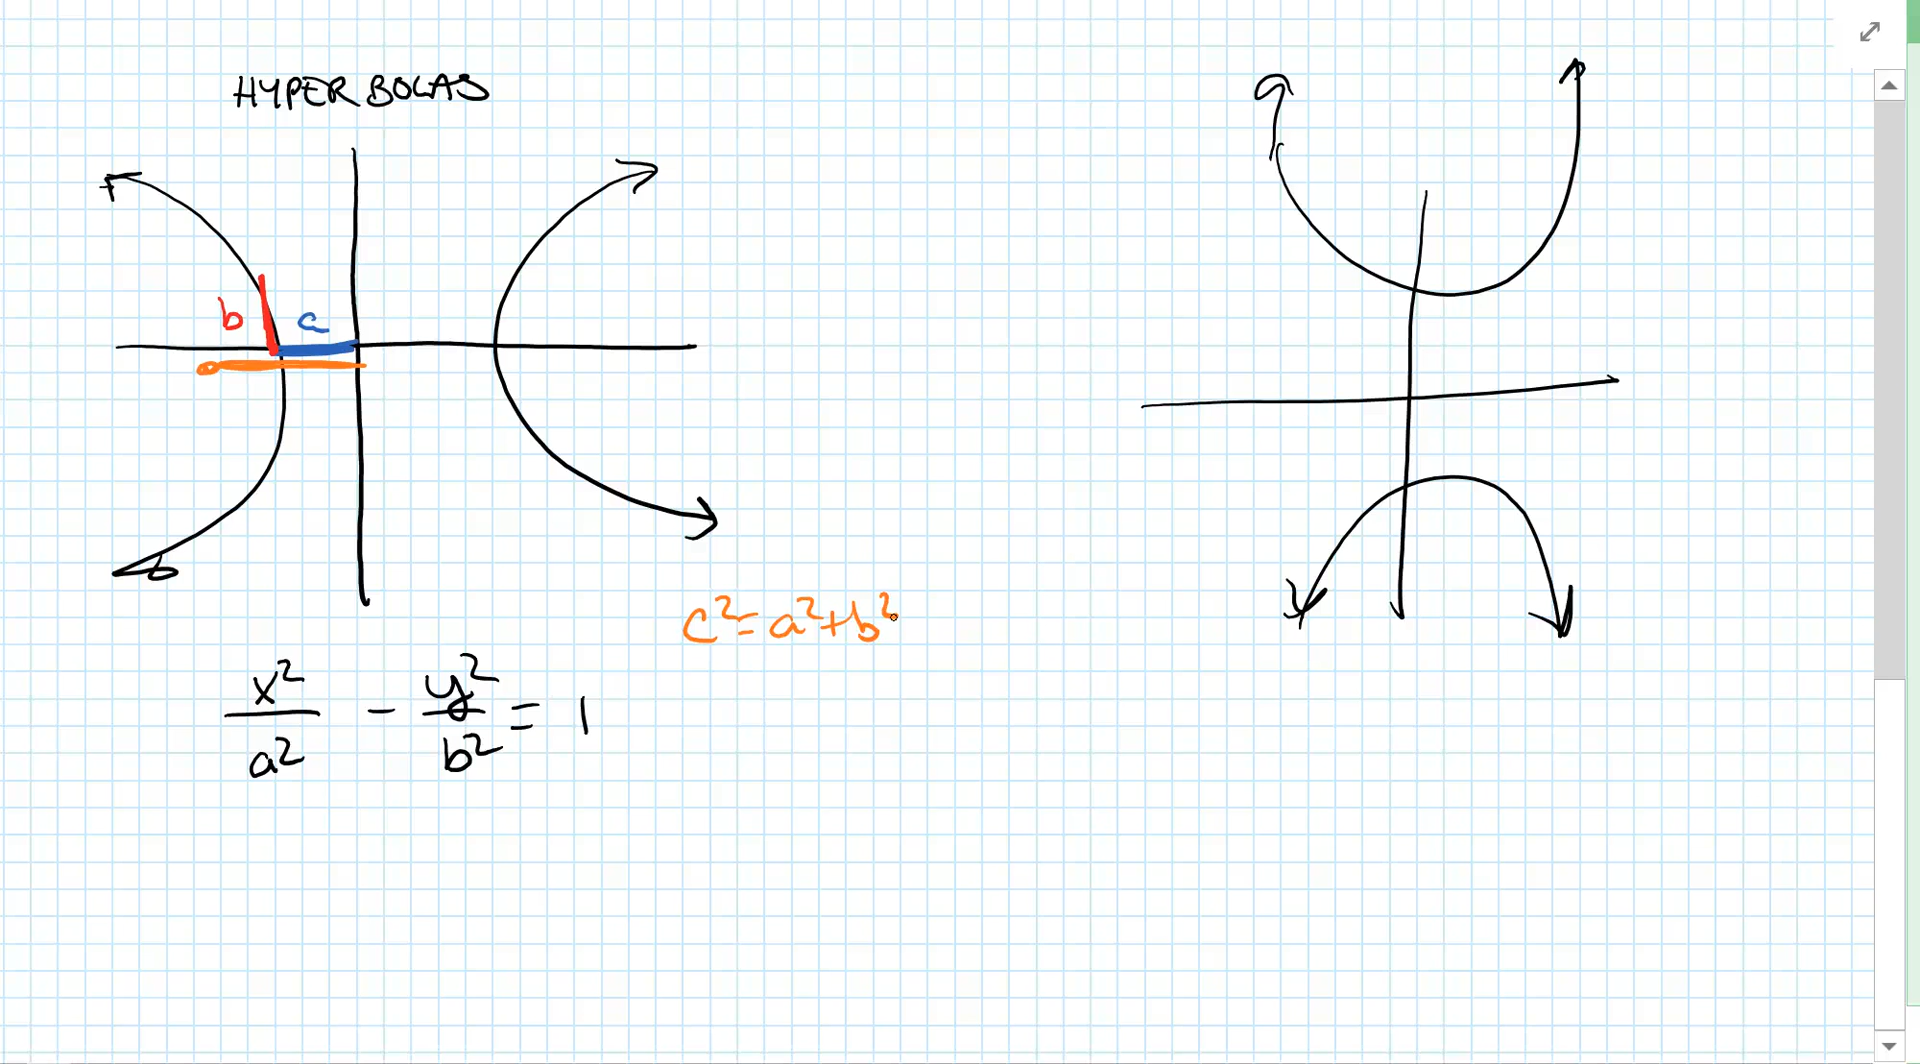 HYPERBOLAS
b a
c²=a²+b²
x²/a² - y²/b² = 1